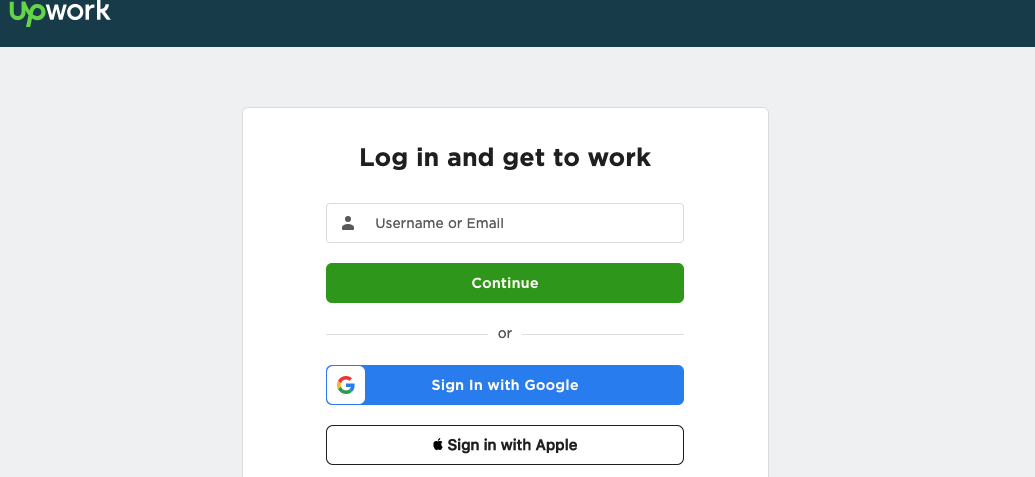 Upwork
Log in and get to work
Username or Email
Continue
or
Sign In with Google
Sign in with Apple